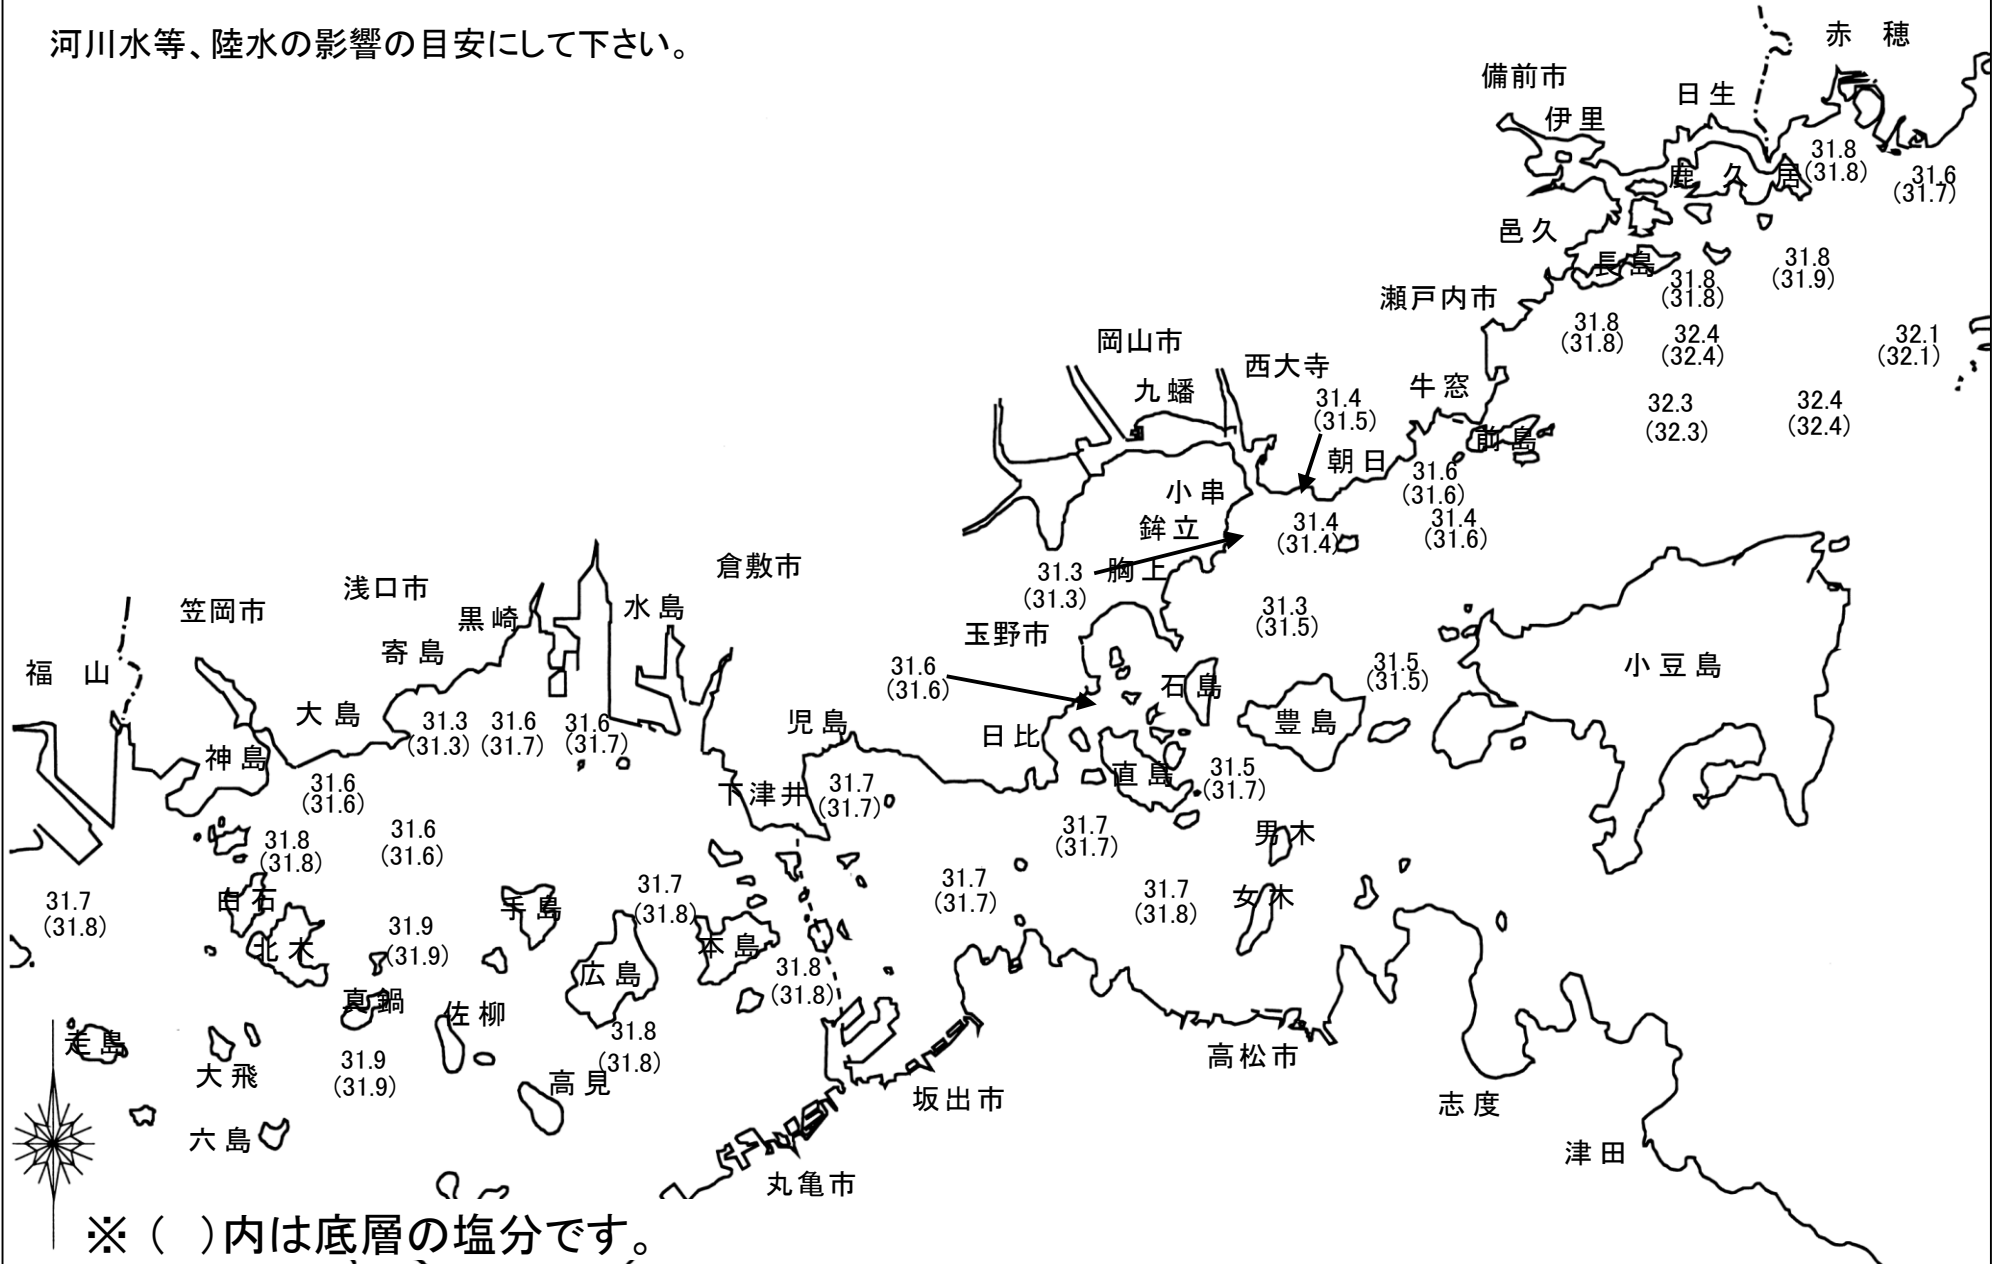 河川水等、陸水の影響の目安にして下さい。
赤 穂
備前市
日生
伊里
31.8
(31.8)
鹿 久 居
31.6
(31.7)
邑久
長島
31.8
(31.9)
31.8
(31.8)
瀬戸内市
31.8
(31.8)
32.4
(32.4)
32.1
(32.1)
岡山市
西大寺
九蟠
牛窓
31.4
(31.5)
32.3
(32.3)
32.4
(32.4)
前島
朝日
31.6
(31.6)
小串
鉾立
31.4
(31.4)
31.4
(31.6)
胸上
31.3
(31.3)
倉敷市
浅口市
笠岡市
黒崎
水島
31.3
(31.5)
玉野市
寄島
福 山
31.6
(31.6)
31.5
(31.5)
小豆島
石島
大島
31.3
(31.3)
31.6
(31.7)
31.6
(31.7)
児島
日比
豊島
神島
直島
31.5
(31.7)
31.6
(31.6)
下津井
31.7
(31.7)
31.8
(31.8)
31.6
(31.6)
31.7
(31.7)
男木
31.7
(31.8)
白石
手島
31.7
(31.8)
31.7
(31.7)
31.7
(31.8)
女木
31.9
(31.9)
北木
本島
広島
31.8
(31.8)
真鍋
佐柳
31.8
(31.8)
走島
大飛
31.9
(31.9)
高見
高松市
坂出市
志度
六島
津田
丸亀市
※( )内は底層の塩分です。